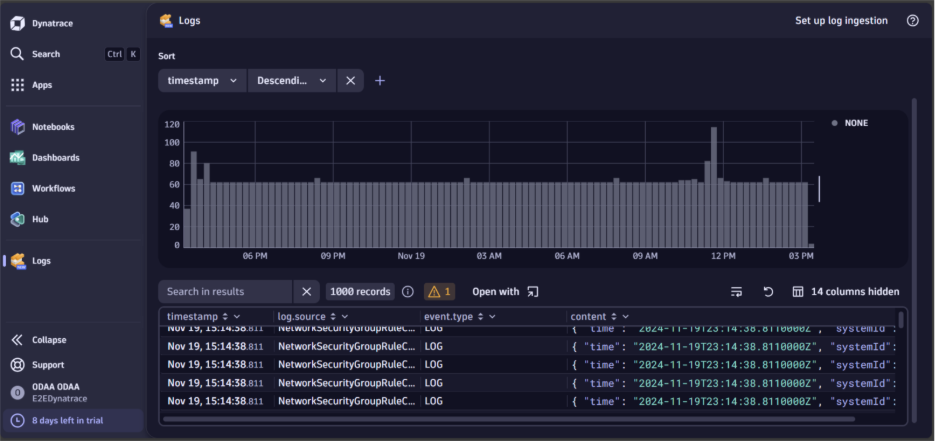 Dynatrace
Search Ctrl K
Apps
Notebooks
Dashboards
Workflows
Hub
Logs
Collapse
Support
ODAA ODAA
E2EDynatrace
8 days left in trial
Logs
Set up log ingestion
Sort
timestamp Descendi...
120
100
80
60
40
20
0
06 PM 09 PM Nov 19 03 AM 06 AM 09 AM 12 PM 03 PM
NONE
Search in results 1000 records 1 Open with 14 columns hidden
timestamp log.source event.type content
Nov 19, 15:14:38.811 NetworkSecurityGroupRuleC... LOG { "time": "2024-11-19T23:14:38.8110000Z", "systemId":
Nov 19, 15:14:38.811 NetworkSecurityGroupRuleC... LOG { "time": "2024-11-19T23:14:38.8110000Z", "systemId":
Nov 19, 15:14:38.811 NetworkSecurityGroupRuleC... LOG { "time": "2024-11-19T23:14:38.8110000Z", "systemId":
Nov 19, 15:14:38.811 NetworkSecurityGroupRuleC... LOG { "time": "2024-11-19T23:14:38.8110000Z", "systemId":
Nov 19, 15:14:38.811 NetworkSecurityGroupRuleC... LOG { "time": "2024-11-19T23:14:38.8110000Z", "systemId":